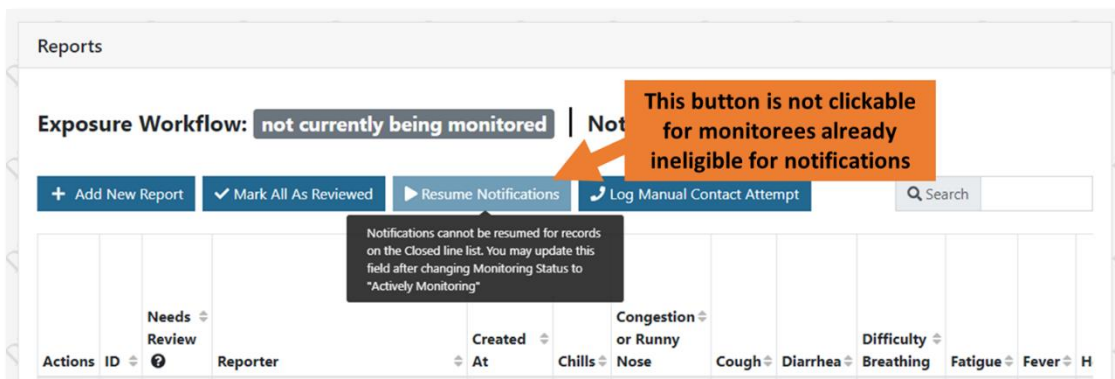 Reports
Exposure Workflow: not currently being monitored
This button is not clickable
for monitorees already
ineligible for notifications
+ Add New Report
Mark All As Reviewed
Resume Notifications
Log Manual Contact Attempt
Search
Notifications cannot be resumed for records
on the Closed line list. You may update this
field after changing Monitoring Status to
"Actively Monitoring"
Actions
ID
Needs
Review
Reporter
Created
At
Chills
Congestion
or Runny
Nose
Cough
Diarrhea
Difficulty
Breathing
Fatigue
Fever